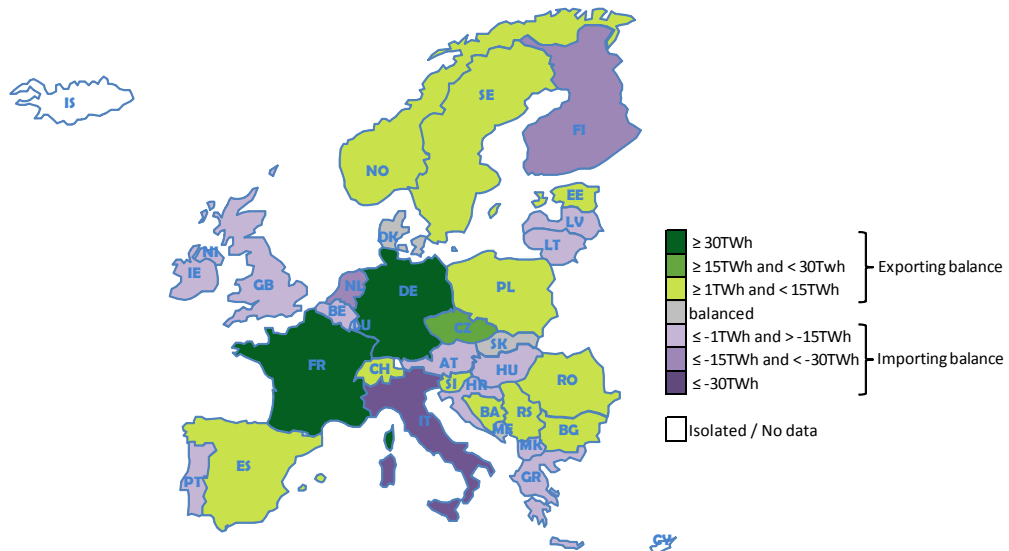 IS
SE
FI
NO
EE
LV
LT
DK
NI
IE
GB
NL
BE
LU
DE
PL
CZ
SK
FR
CH
AT
HU
SI
HR
RO
BA
RS
ME
BG
MK
IT
GR
ES
PT
CY
≥ 30TWh
≥ 15TWh and < 30Twh
≥ 1TWh and < 15TWh
Exporting balance
balanced
≤ -1TWh and > -15TWh
≤ -15TWh and < -30TWh
≤ -30TWh
Importing balance
Isolated / No data